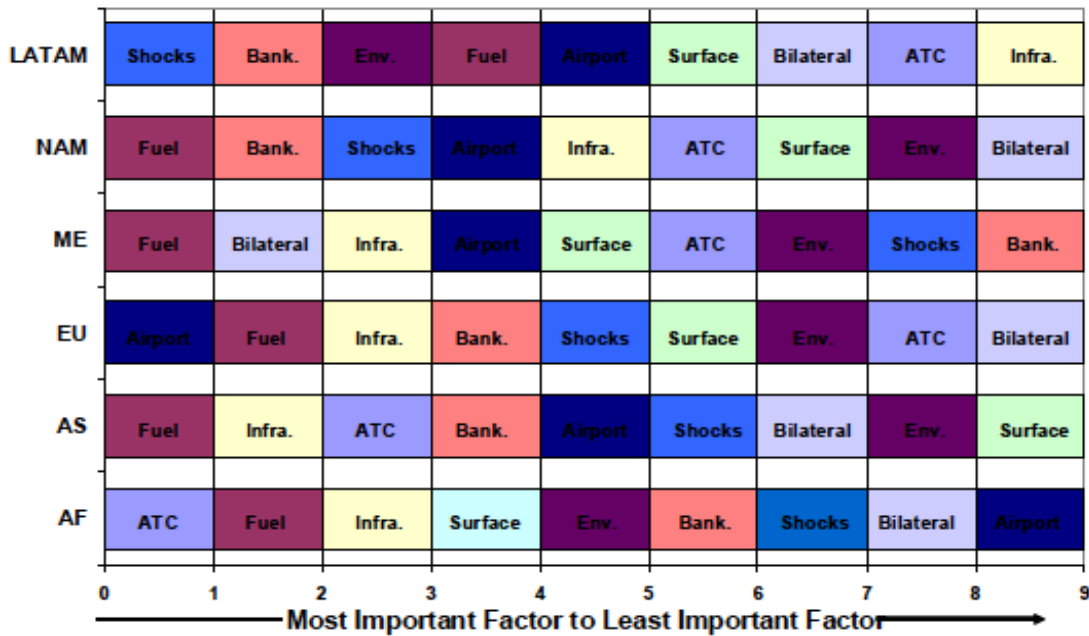 LATAM Shocks Bank. Env. Fuel Airport Surface Bilateral ATC Infra.
NAM Fuel Bank. Shocks Airport Infra. ATC Surface Env. Bilateral
ME Fuel Bilateral Infra. Airport Surface ATC Env. Shocks Bank.
EU Airport Fuel Infra. Bank. Shocks Surface Env. ATC Bilateral
AS Fuel Infra. ATC Bank. Airport Shocks Bilateral Env. Surface
AF ATC Fuel Infra. Surface Env. Bank. Shocks Bilateral Airport
0 1 2 3 4 5 6 7 8 9
Most Important Factor to Least Important Factor